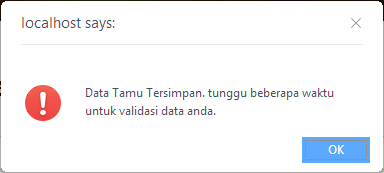 localhost says:
Data Tamu Tersimpan. tunggu beberapa waktu
untuk validasi data anda.
OK